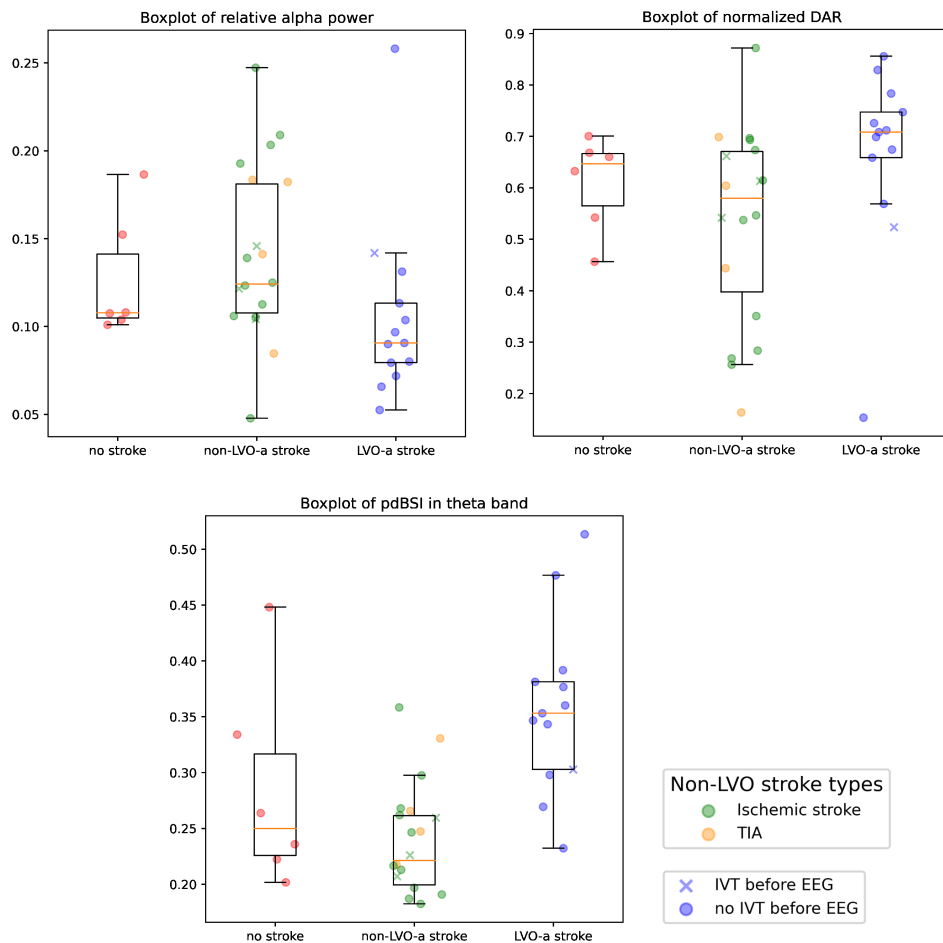 Boxplot of relative alpha power
0.25
0.20
0.15
0.10
0.05
no stroke non-LVO-a stroke LVO-a stroke
Boxplot of normalized DAR
0.9
0.8
0.7
0.6
0.5
0.4
0.3
0.2
no stroke non-LVO-a stroke LVO-a stroke
Boxplot of pdBSI in theta band
0.50
0.45
0.40
0.35
0.30
0.25
0.20
no stroke non-LVO-a stroke LVO-a stroke
Non-LVO stroke types
Ischemic stroke
TIA
IVT before EEG
no IVT before EEG